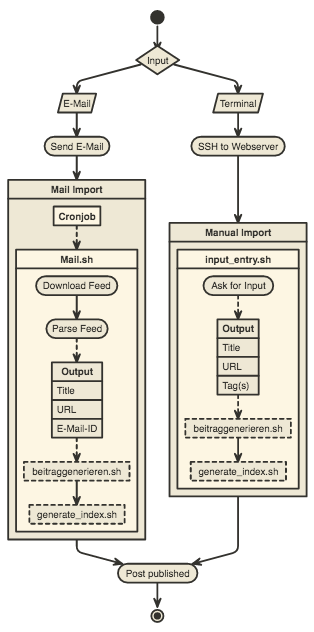 Input
E-Mail
Terminal
Send E-Mail
SSH to Webserver
Mail Import
Cronjob
Mail.sh
Download Feed
Parse Feed
Output
Title
URL
E-Mail-ID
beitraggenerieren.sh
generate_index.sh
Manual Import
input_entry.sh
Ask for Input
Output
Title
URL
Tag(s)
beitraggenerieren.sh
generate_index.sh
Post published